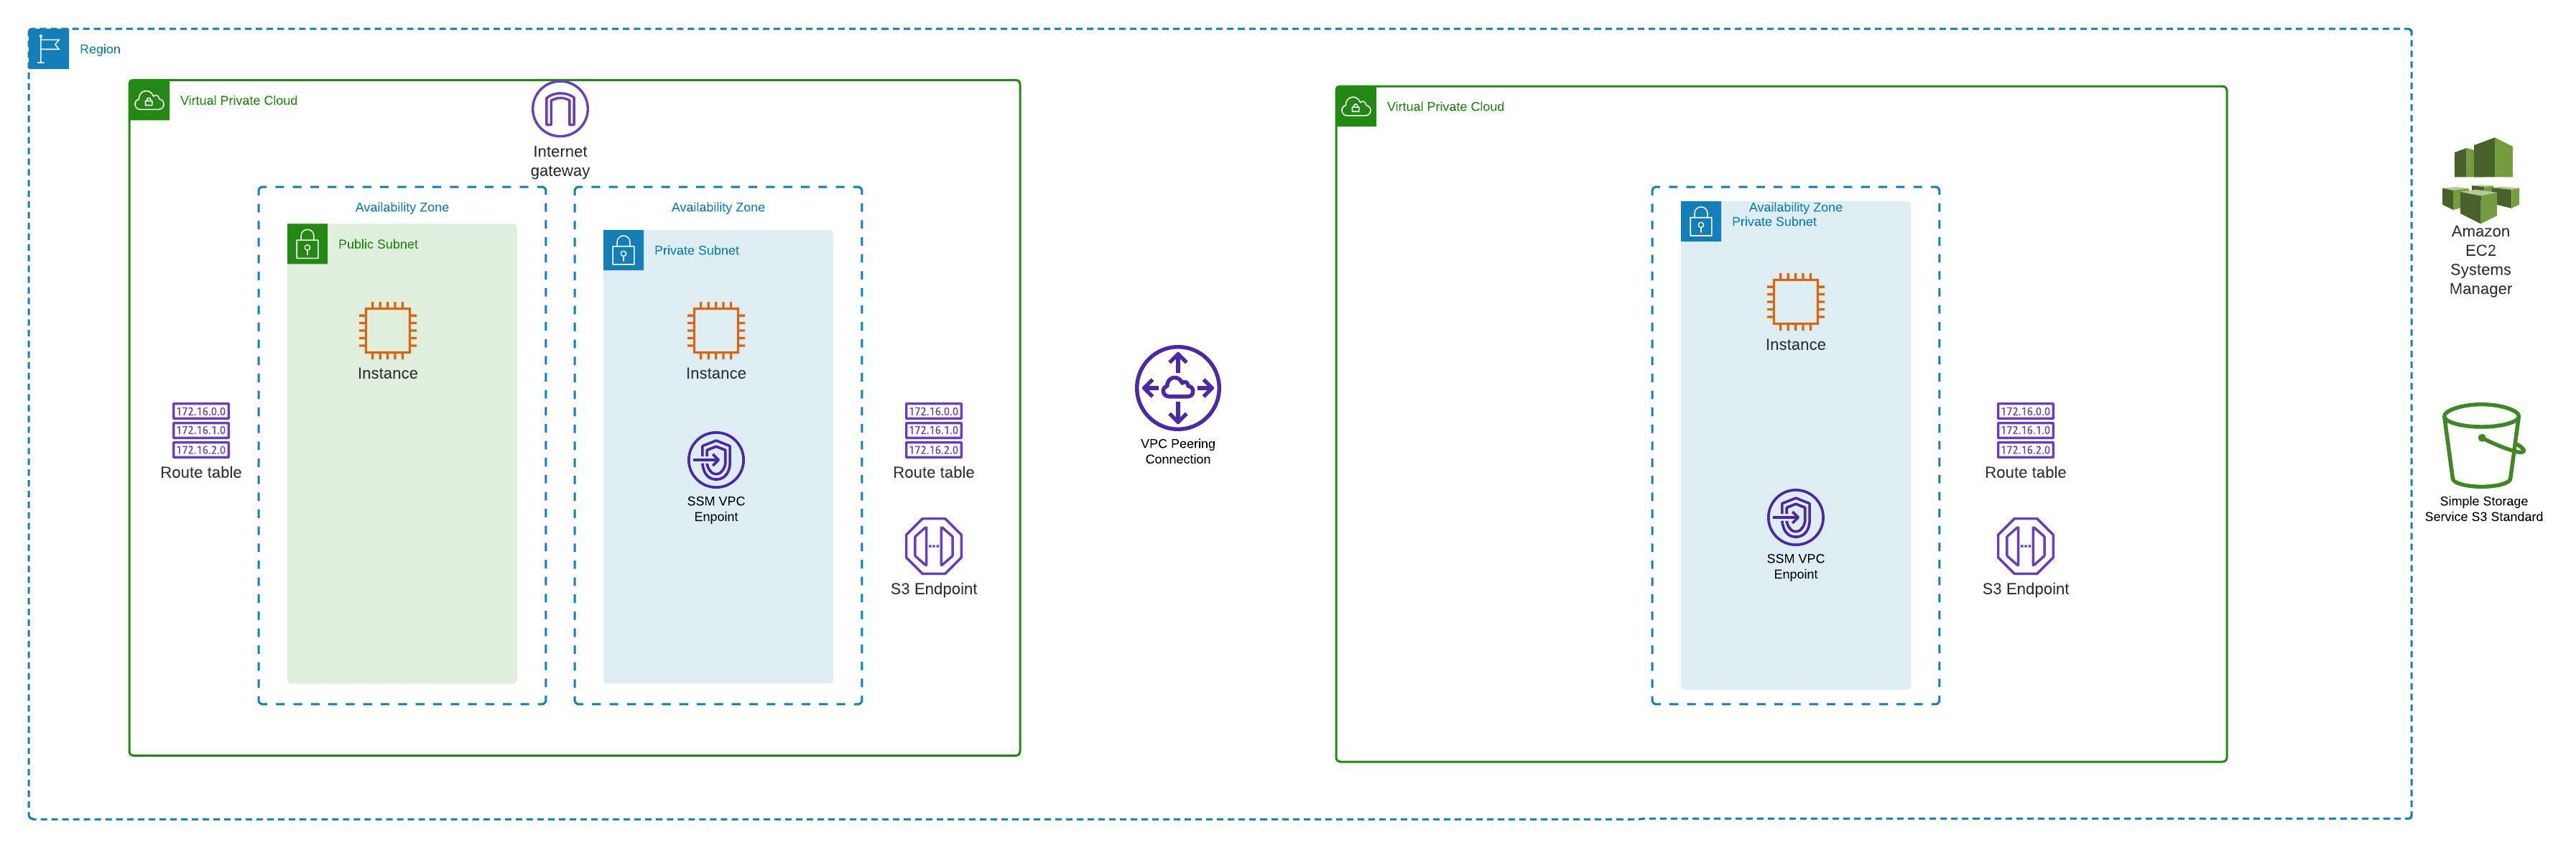 Region
Virtual Private Cloud
Internet
gateway
Availability Zone
Public Subnet
Instance
Availability Zone
Private Subnet
Instance
SSM VPC
Enpoint
172.16.0.0
172.16.1.0
172.16.2.0
Route table
172.16.0.0
172.16.1.0
172.16.2.0
Route table
S3 Endpoint
VPC Peering
Connection
Virtual Private Cloud
Availability Zone
Private Subnet
Instance
SSM VPC
Enpoint
172.16.0.0
172.16.1.0
172.16.2.0
Route table
S3 Endpoint
Amazon
EC2
Systems
Manager
Simple Storage
Service S3 Standard